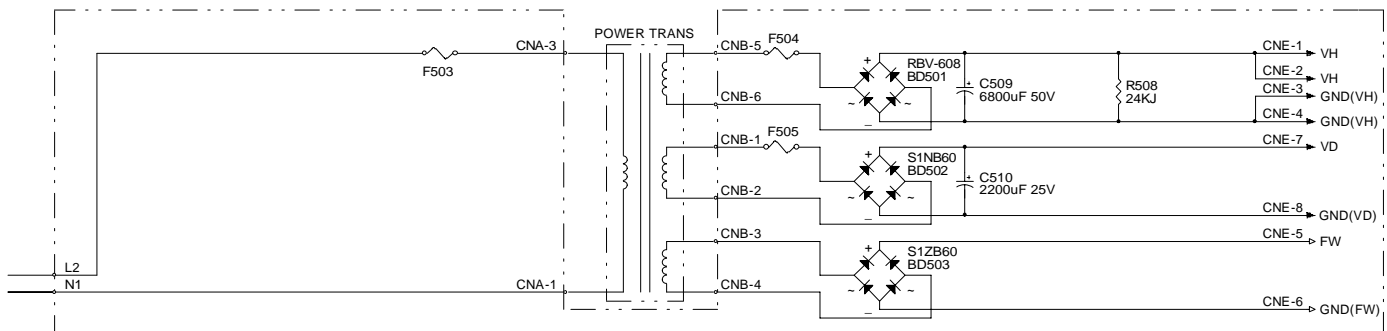 POWER TRANS
F503
CNA-3
L2
N1
CNA-1
CNB-5
F504
CNB-6
CNB-1
F505
CNB-2
CNB-3
CNB-4
+
RBV-608
BD501
~
~
_
C509
+
6800uF 50V
R508
24KJ
CNE-1
VH
CNE-2
VH
CNE-3
GND(VH)
CNE-4
GND(VH)
+
S1NB60
BD502
~
~
_
C510
+
2200uF 25V
CNE-7
VD
CNE-8
GND(VD)
+
S1ZB60
BD503
~
~
_
CNE-5
FW
CNE-6
GND(FW)